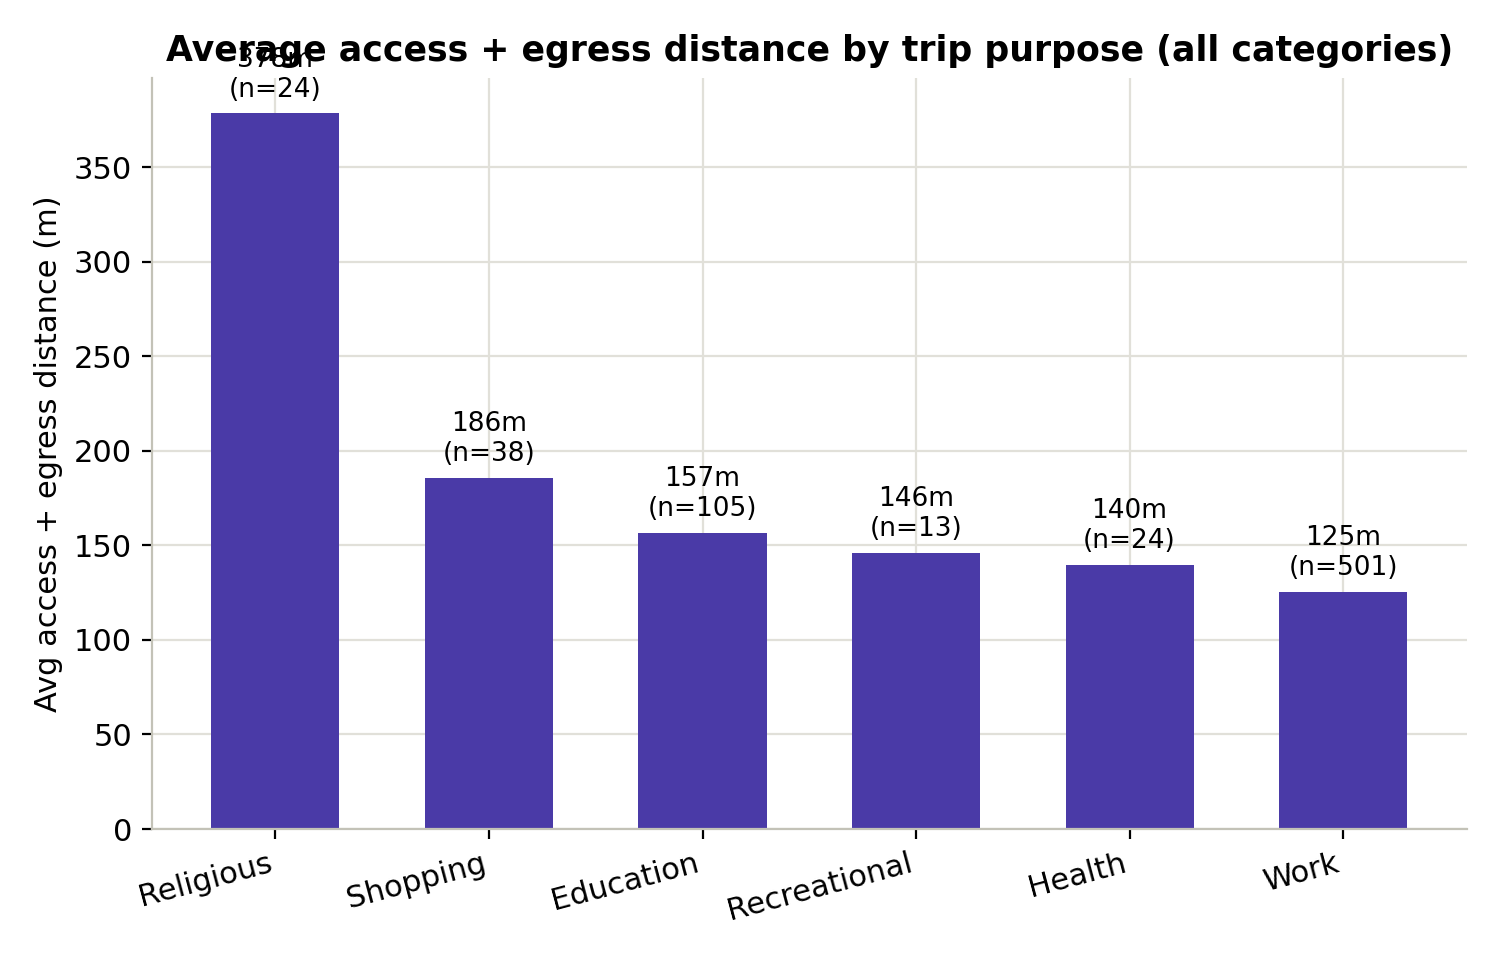 Average access + egress distance by trip purpose (all categories)
378m
(n=24)
186m
(n=38)
157m
(n=105)
146m
(n=13)
140m
(n=24)
125m
(n=501)
Avg access + egress distance (m)
350
300
250
200
150
100
50
0
Religious
Shopping
Education
Recreational
Health
Work